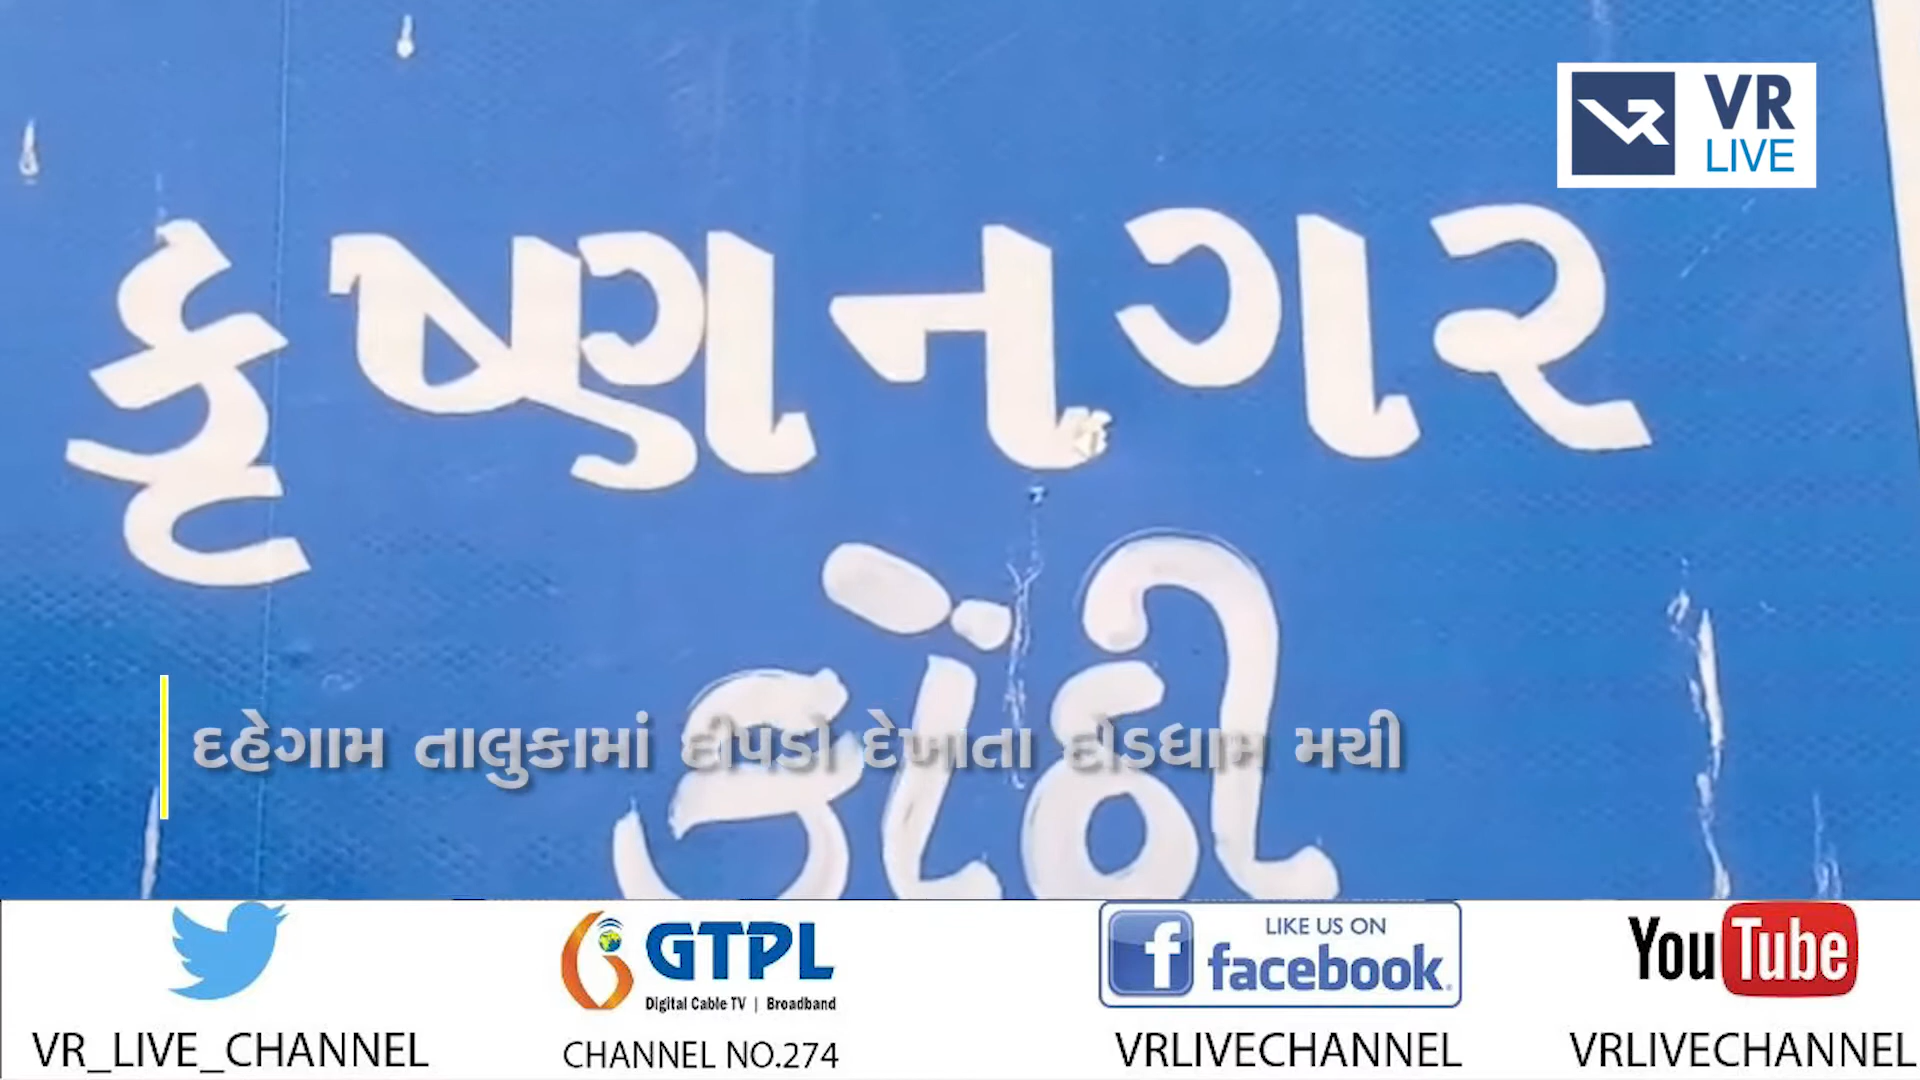 VR
LIVE
કૃષ્ણનગર
કોઠી
દહેગામ તાલુકામાં દીપડો દેખાતા દોડધામ મચી
GTPL
Digital Cable TV | Broadband
LIKE US ON
facebook
YouTube
VR_LIVE_CHANNEL
CHANNEL NO.274
VRLIVECHANNEL
VRLIVECHANNEL